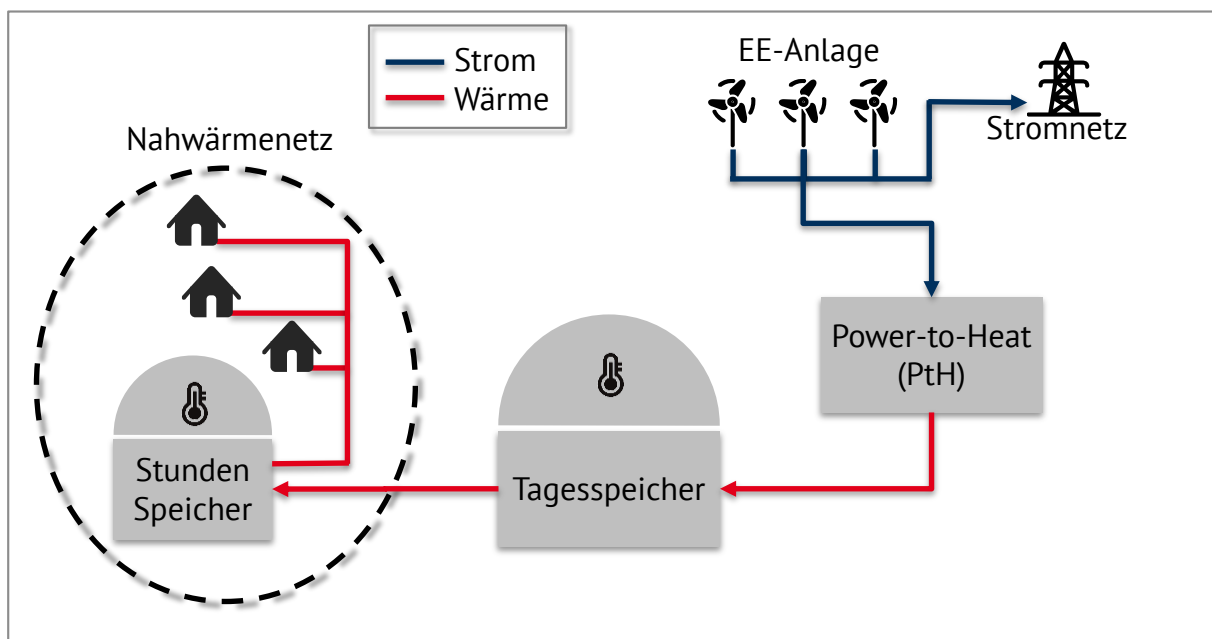 Strom
Wärme
EE-Anlage
Stromnetz
Nahwärmenetz
Power-to-Heat
(PtH)
Stunden
Speicher
Tagesspeicher